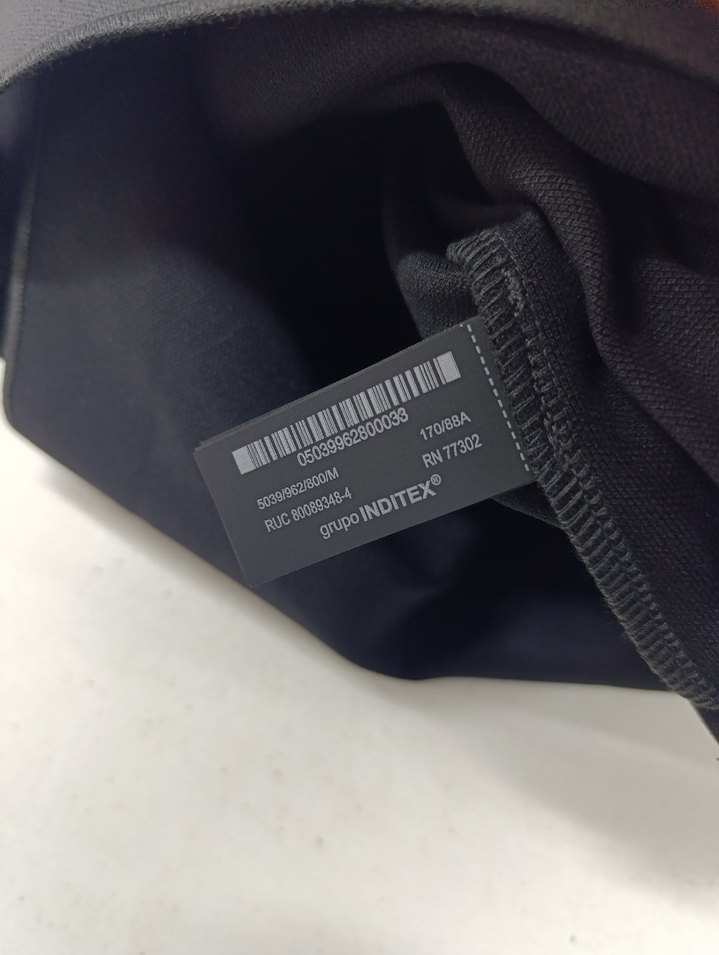 05039962800033
5039/962/800/M 170/88A
RUC 80089348-4 RN 77302
grupo INDITEX®